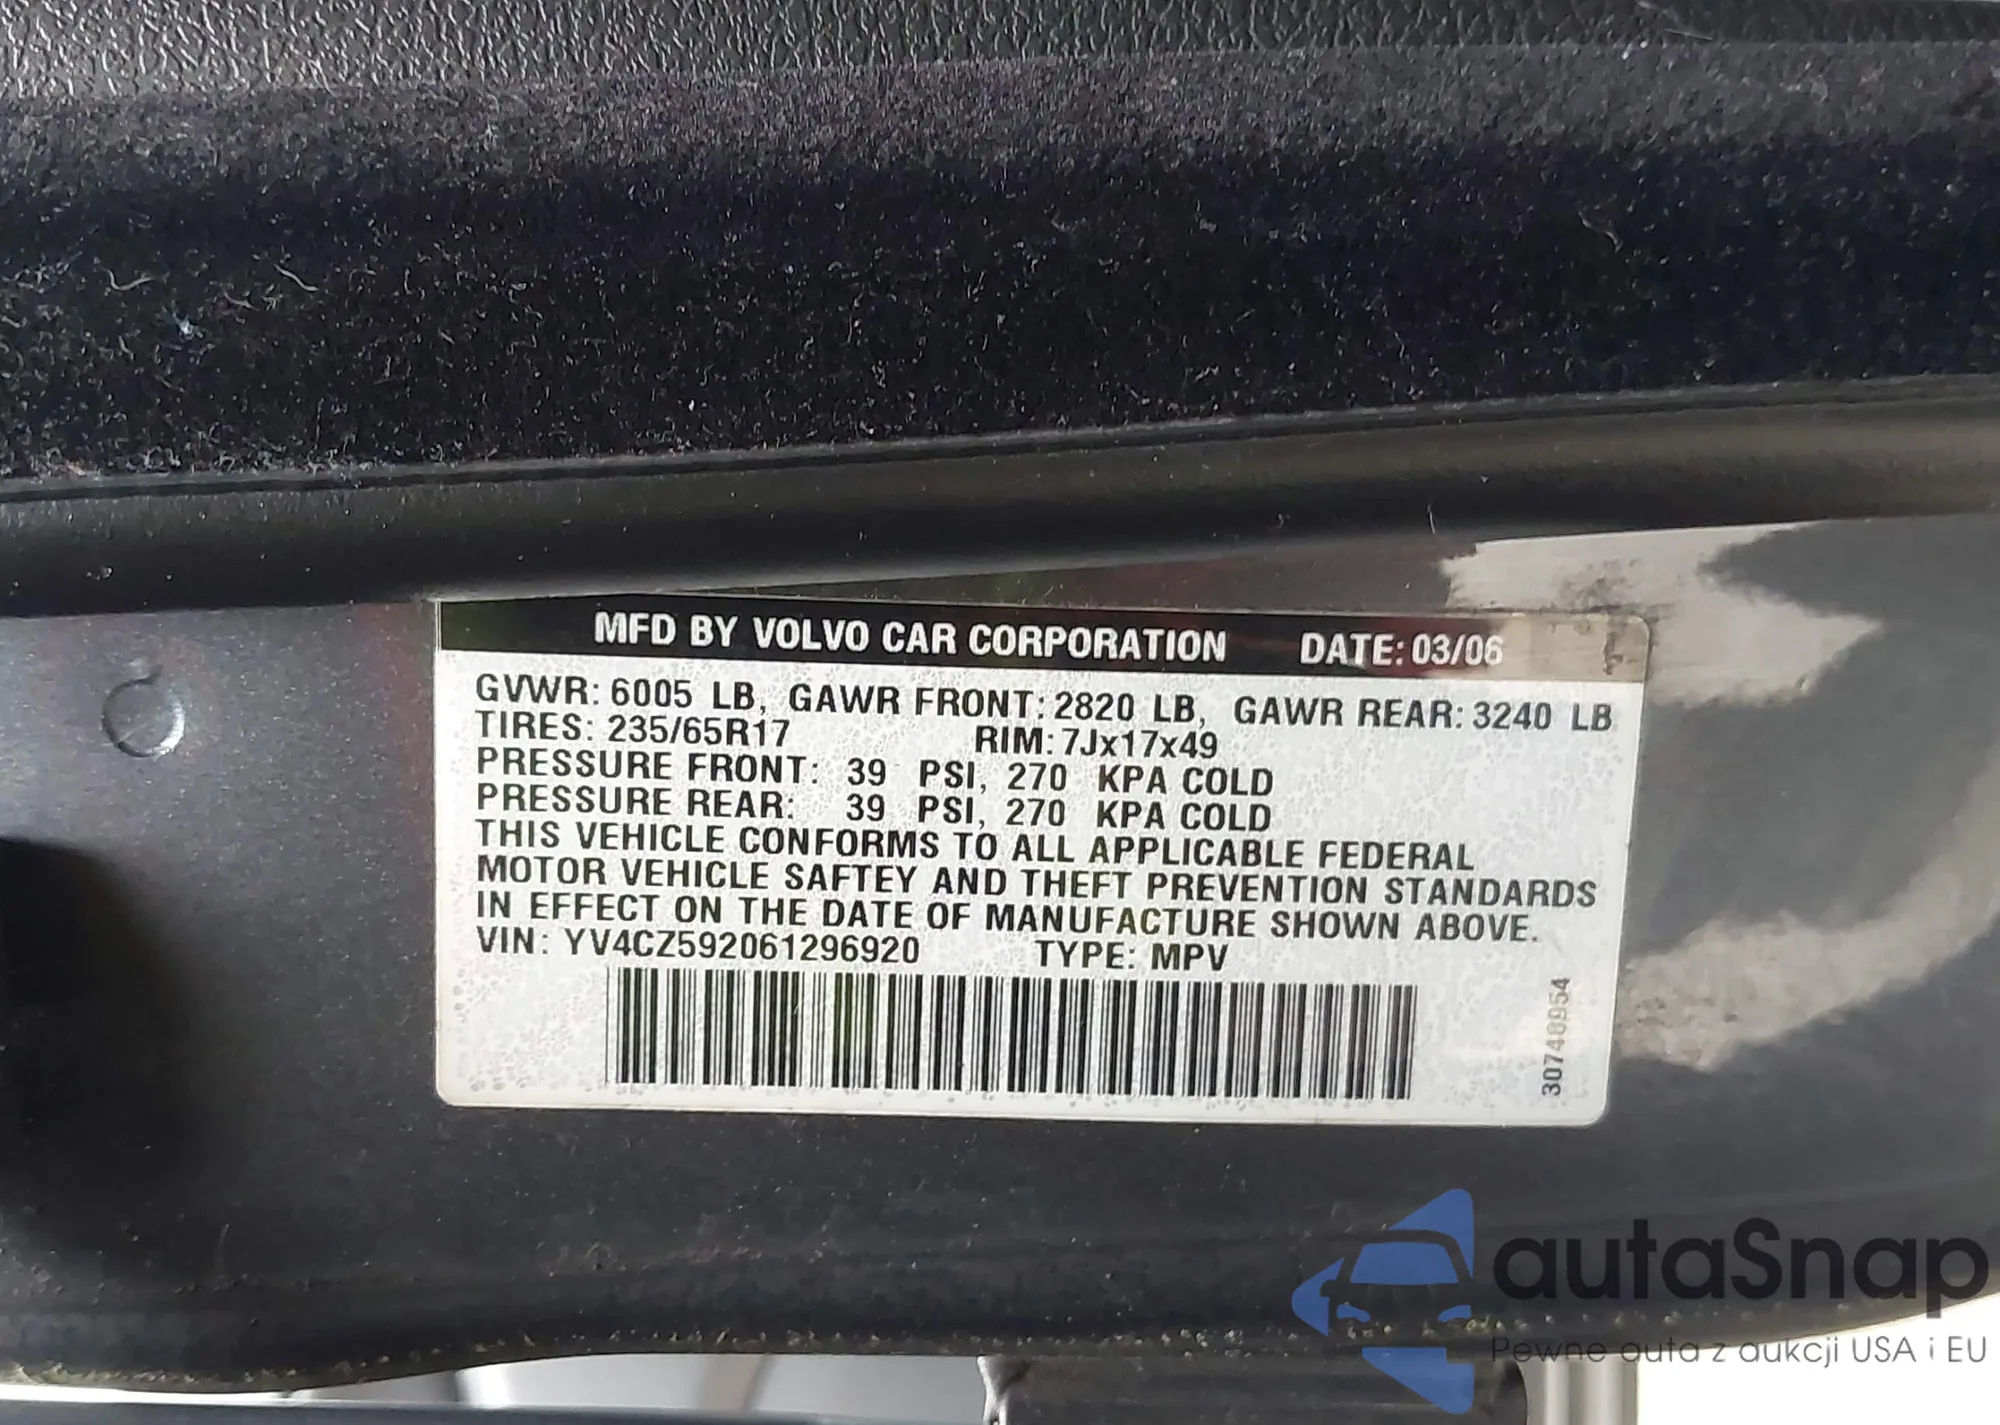 MFD BY VOLVO CAR CORPORATION DATE: 03/06
GVWR: 6005 LB, GAWR FRONT: 2820 LB, GAWR REAR: 3240 LB
TIRES: 235/65R17 RIM: 7Jx17x49
PRESSURE FRONT: 39 PSI, 270 KPA COLD
PRESSURE REAR: 39 PSI, 270 KPA COLD
THIS VEHICLE CONFORMS TO ALL APPLICABLE FEDERAL
MOTOR VEHICLE SAFTEY AND THEFT PREVENTION STANDARDS
IN EFFECT ON THE DATE OF MANUFACTURE SHOWN ABOVE.
VIN: YV4CZ592061296920 TYPE: MPV
30748954
autaSnap
Pewne auta z aukcji USA i EU